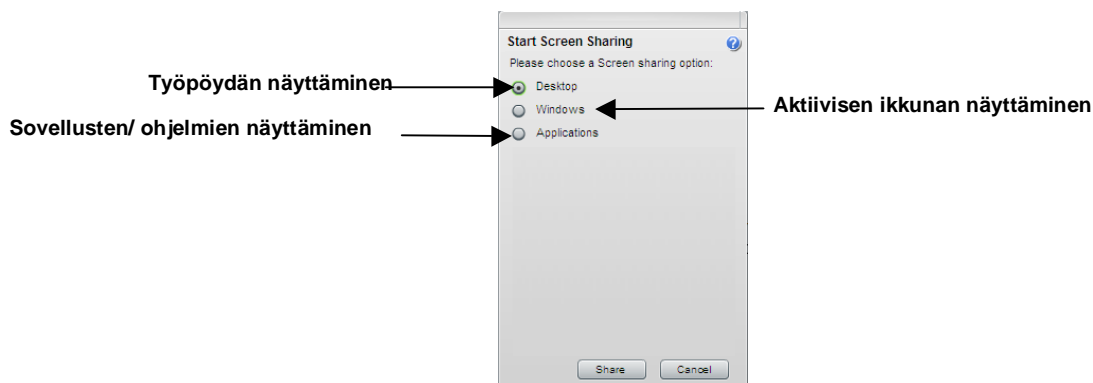 Start Screen Sharing
Please choose a Screen sharing option:
Työpöydän näyttäminen
Desktop
Windows
Aktiivisen ikkunan näyttäminen
Sovellusten/ ohjelmien näyttäminen
Applications
Share
Cancel